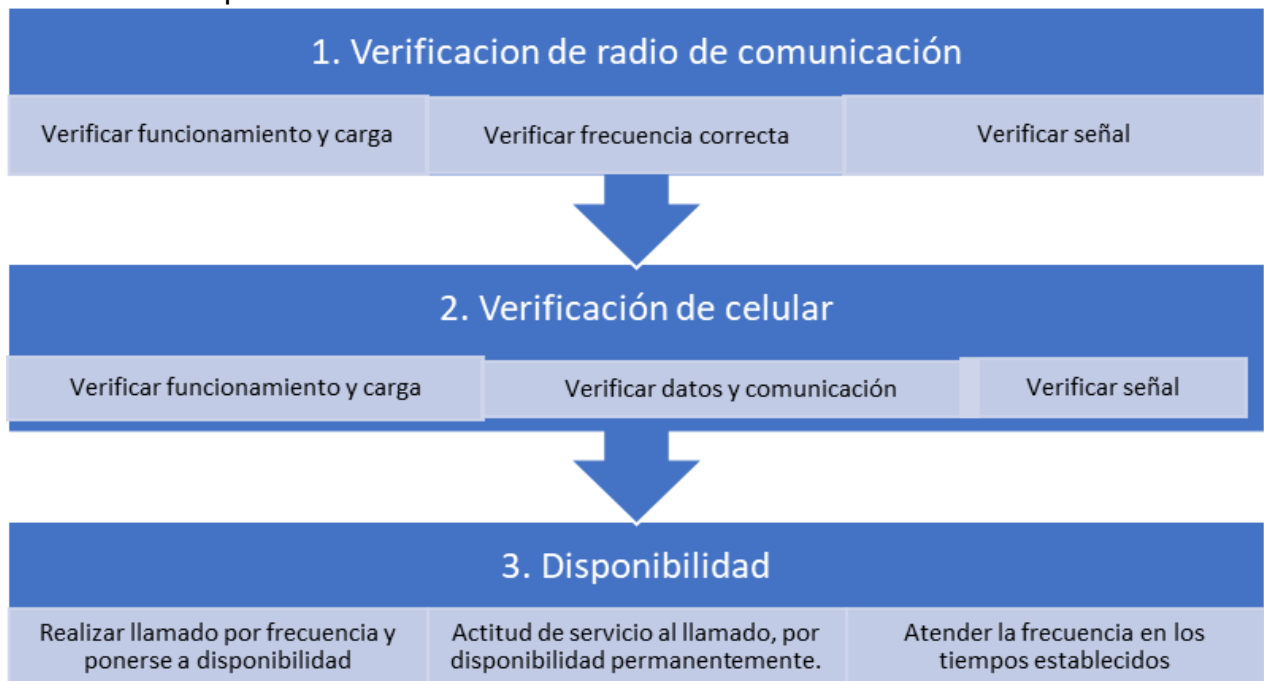 1. Verificacion de radio de comunicación
Verificar funcionamiento y carga
Verificar frecuencia correcta
Verificar señal
2. Verificación de celular
Verificar funcionamiento y carga
Verificar datos y comunicación
Verificar señal
3. Disponibilidad
Realizar llamado por frecuencia y
ponerse a disponibilidad
Actitud de servicio al llamado, por
disponibilidad permanentemente.
Atender la frecuencia en los
tiempos establecidos